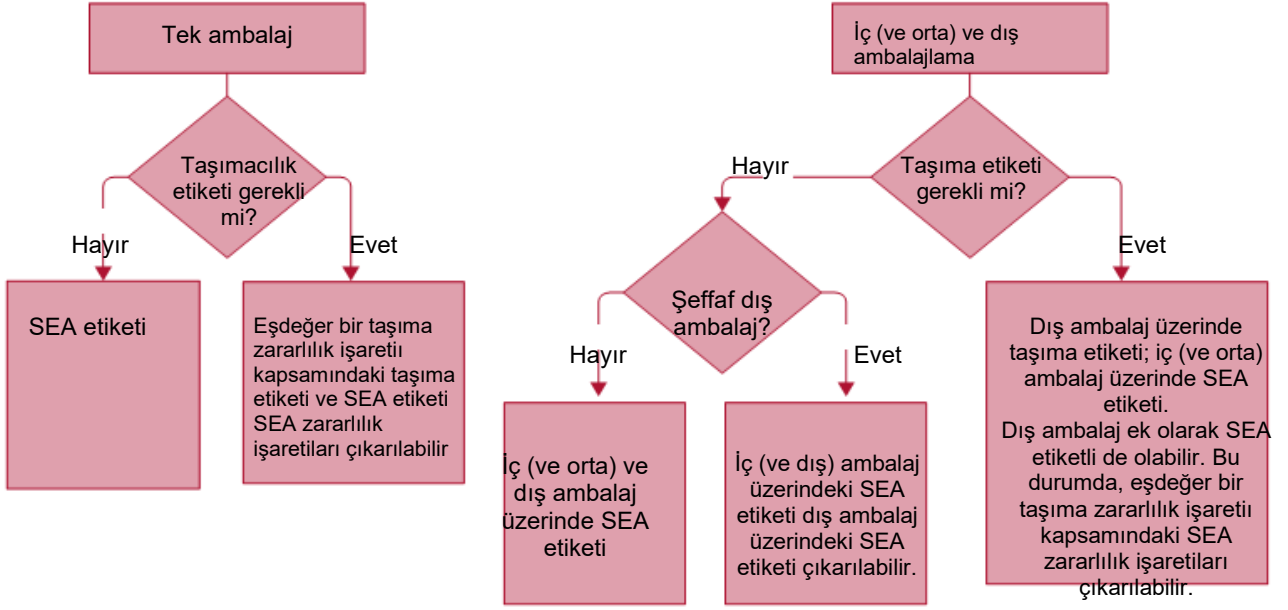 Tek ambalaj
Taşımacılık
etiketi gerekli
mi?
Hayır
Evet
SEA etiketi
Eşdeğer bir taşıma
zararlılık işaretii
kapsamındaki taşıma
etiketi ve SEA etiketi
SEA zararlılık
işaretiları çıkarılabilir
İç (ve orta) ve dış
ambalajlama
Taşıma etiketi
gerekli mi?
Hayır
Evet
Şeffaf dış
ambalaj?
Hayır
Evet
İç (ve orta) ve
dış ambalaj
üzerinde SEA
etiketi
İç (ve dış) ambalaj
üzerindeki SEA
etiketi dış ambalaj
üzerindeki SEA
etiketi çıkarılabilir.
Dış ambalaj üzerinde
taşıma etiketi; iç (ve orta)
ambalaj üzerinde SEA
etiketi.
Dış ambalaj ek olarak SEA
etiketli de olabilir. Bu
durumda, eşdeğer bir
taşıma zararlılık işaretii
kapsamındaki SEA
zararlılık işaretiları
çıkarılabilir.